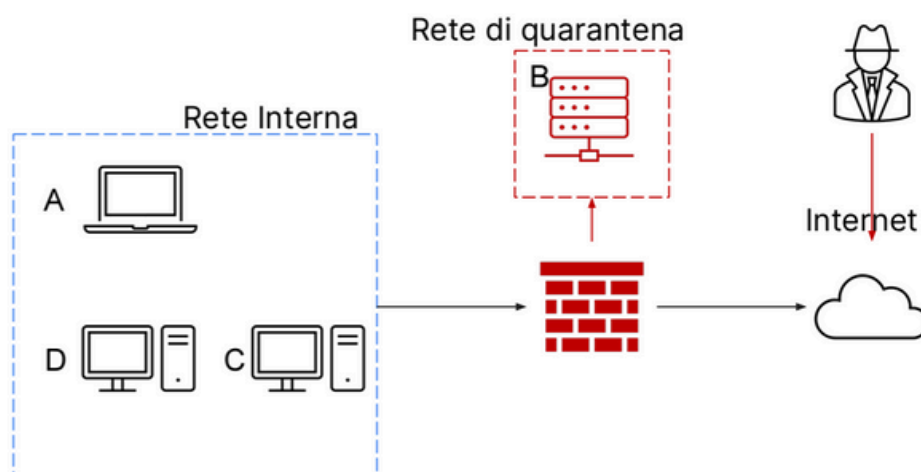 Rete di quarantena
B
Rete Interna
A
Internet
D
C